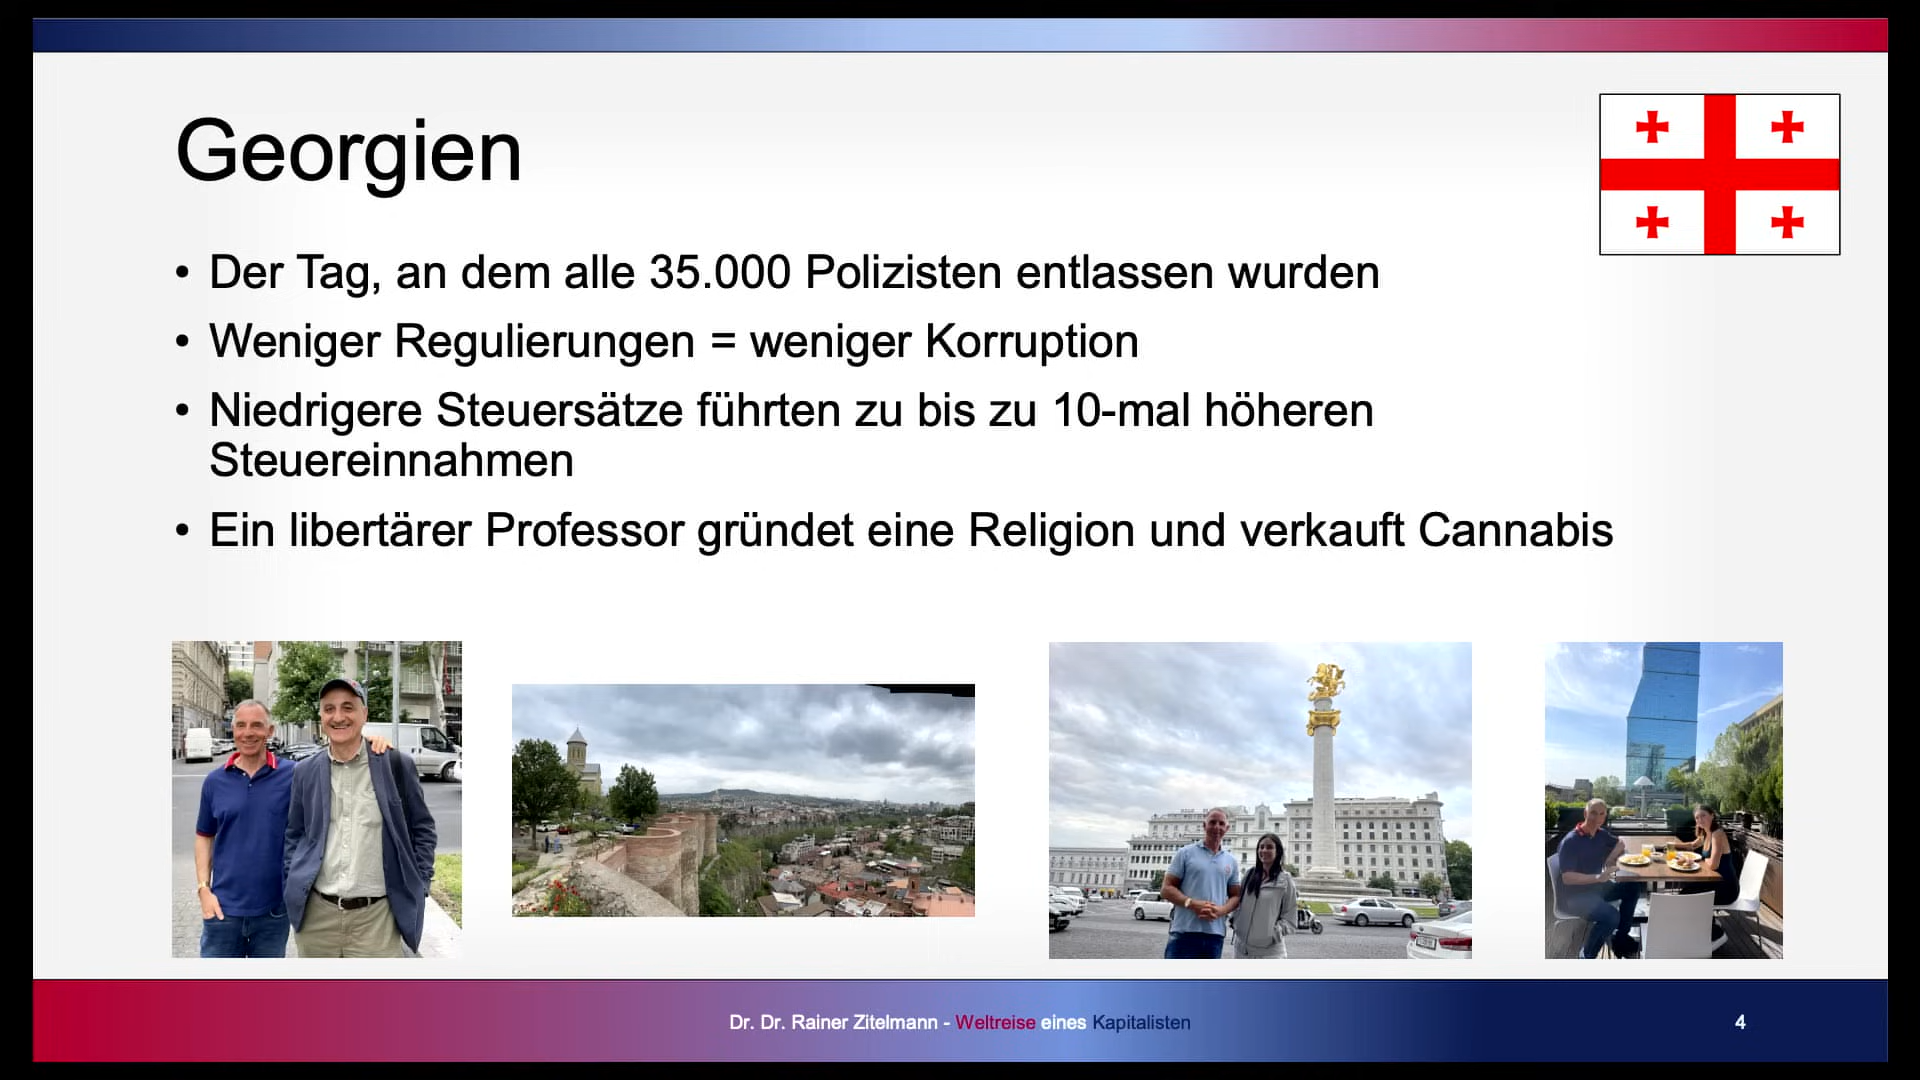 Georgien
• Der Tag, an dem alle 35.000 Polizisten entlassen wurden
• Weniger Regulierungen = weniger Korruption
• Niedrigere Steuersätze führten zu bis zu 10-mal höheren
Steuereinnahmen
• Ein libertärer Professor gründet eine Religion und verkauft Cannabis
Dr. Dr. Rainer Zitelmann - Weltreise eines Kapitalisten
4